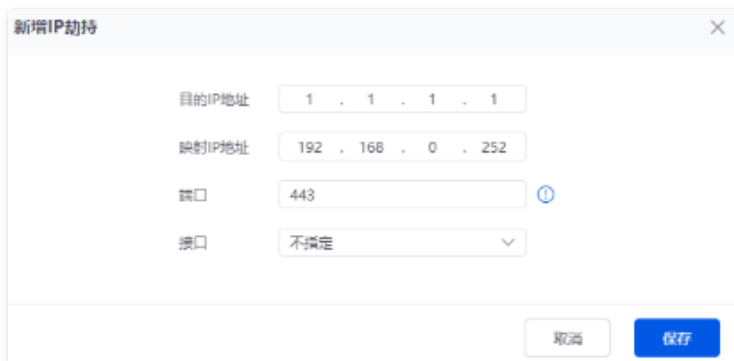 新增IP劫持
目的IP地址 1 . 1 . 1 . 1
映射IP地址 192 . 168 . 0 . 252
端口 443
接口 不指定
取消 保存